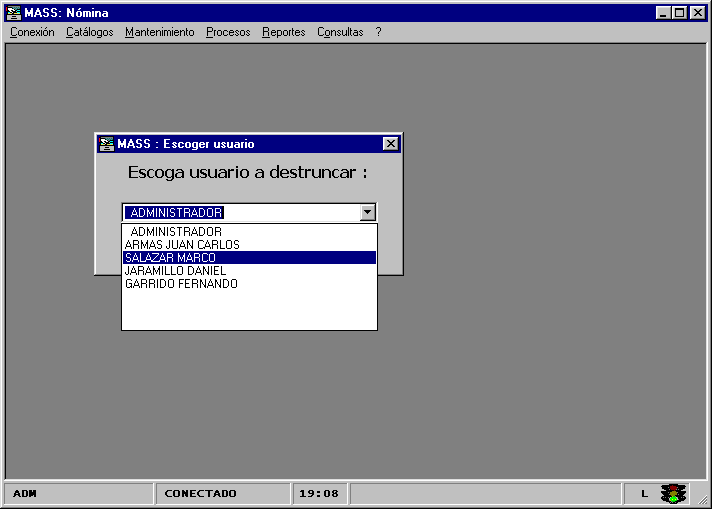 MASS: Nómina
Conexión Catálogos Mantenimiento Procesos Reportes Consultas ?
MASS : Escoger usuario
Escoga usuario a destruncar :
ADMINISTRADOR
ADMINISTRADOR
ARMAS JUAN CARLOS
SALAZAR MARCO
JARAMILLO DANIEL
GARRIDO FERNANDO
ADM CONECTADO 19:08 L